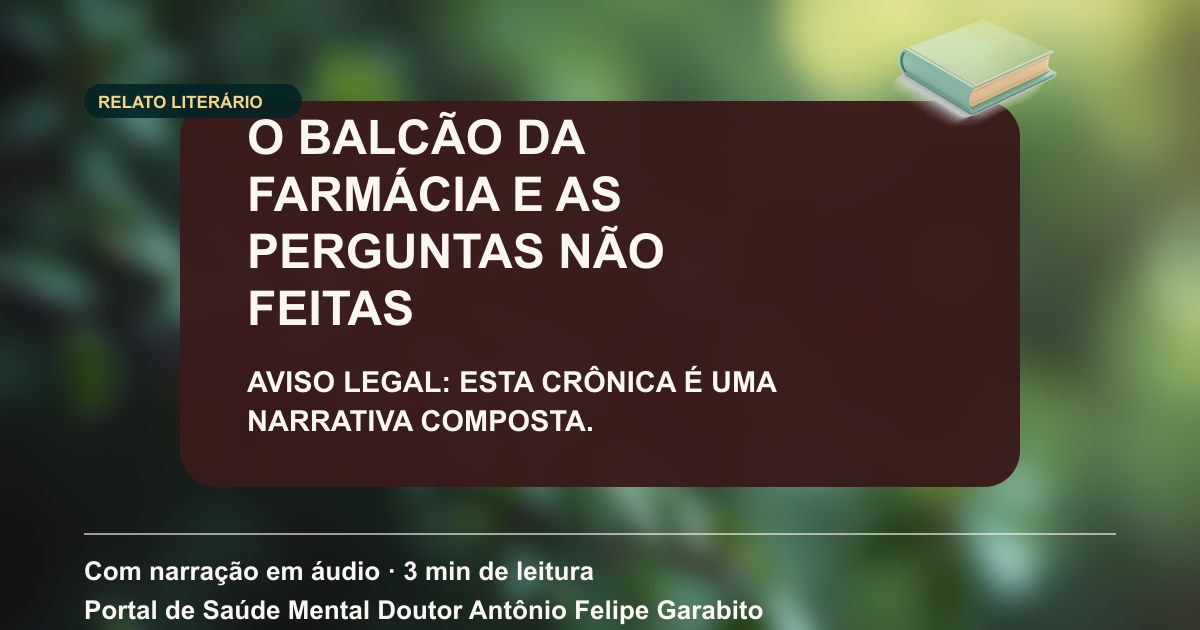 RELATO LITERÁRIO
O BALCÃO DA
FARMÁCIA E AS
PERGUNTAS NÃO
FEITAS
AVISO LEGAL: ESTA CRÔNICA É UMA
NARRATIVA COMPOSTA.
Com narração em áudio · 3 min de leitura
Portal de Saúde Mental Doutor Antônio Felipe Garabito